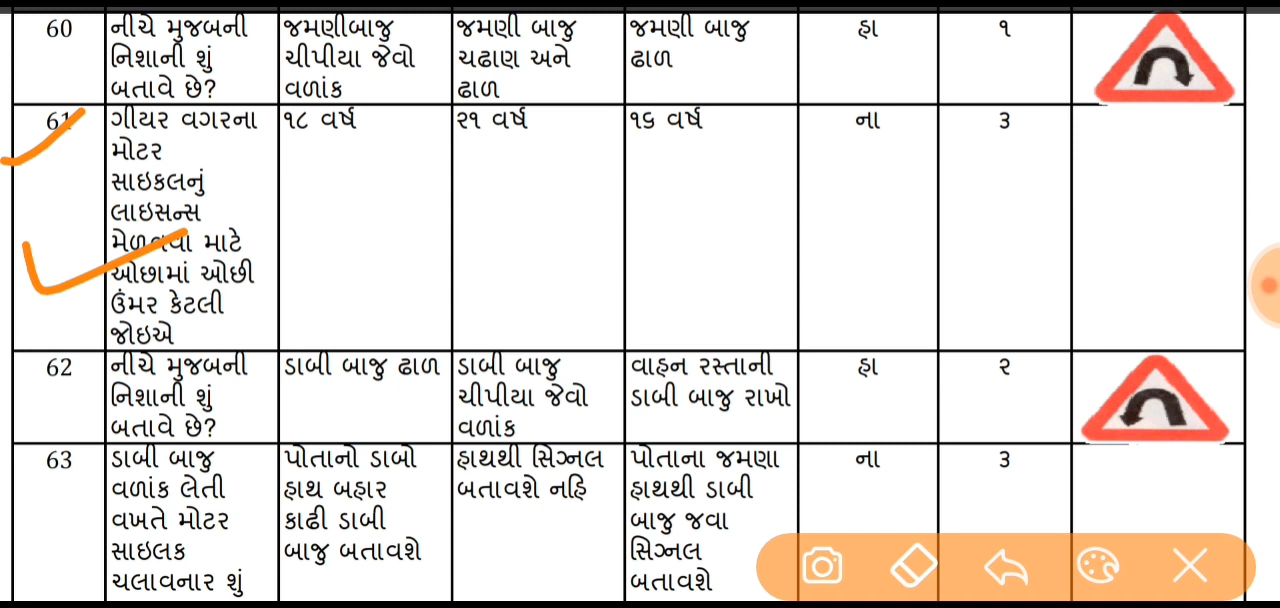 60 નીચે મુજબની જમણીબાજુ જમણી બાજુ જમણી બાજુ હા ૧
નિશાની શું ચીપીયા જેવો ચઢાણ અને ઢાળ
બતાવે છે? વળાંક ઢાળ
61 ગીયર વગરના ૧૮ વર્ષ ૨૧ વર્ષ ૧૬ વર્ષ ના ૩
મોટર
સાઇકલનું
લાઇસન્સ
મેળવવા માટે
ઓછામાં ઓછી
ઉંમર કેટલી
જોઇએ
62 નીચે મુજબની ડાબી બાજુ ઢાળ ડાબી બાજુ વાહન રસ્તાની હા ૨
નિશાની શું ચીપીયા જેવો ડાબી બાજુ રાખો
બતાવે છે? વળાંક
63 ડાબી બાજુ પોતાનો ડાબો હાથથી સિગ્નલ પોતાના જમણા ના ૩
વળાંક લેતી હાથ બહાર બતાવશે નહિ હાથથી ડાબી
વખતે મોટર કાઢી ડાબી બાજુ જવા
સાઇલક બાજુ બતાવશે સિગ્નલ
ચલાવનાર શું બતાવશે